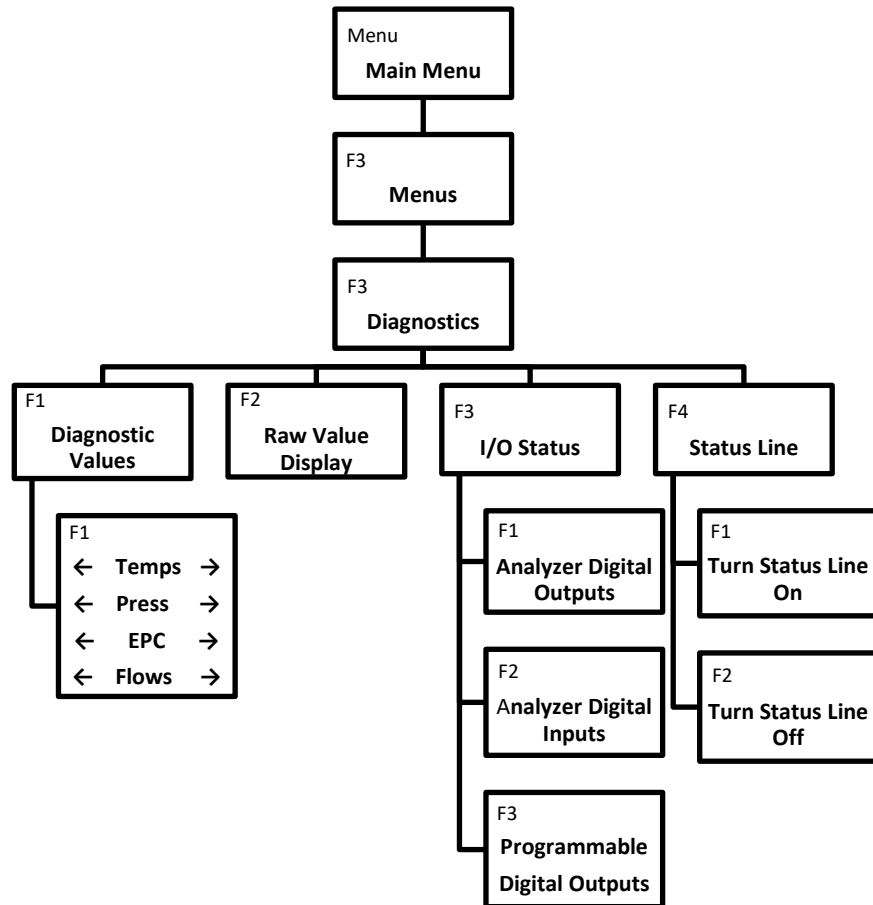 Menu
Main Menu
F3
Menus
F3
Diagnostics
F1
Diagnostic
Values
F2
Raw Value
Display
F3
I/O Status
F4
Status Line
F1
← Temps →
← Press →
← EPC →
← Flows →
F1
Analyzer Digital
Outputs
F2
Analyzer Digital
Inputs
F3
Programmable
Digital Outputs
F1
Turn Status Line
On
F2
Turn Status Line
Off